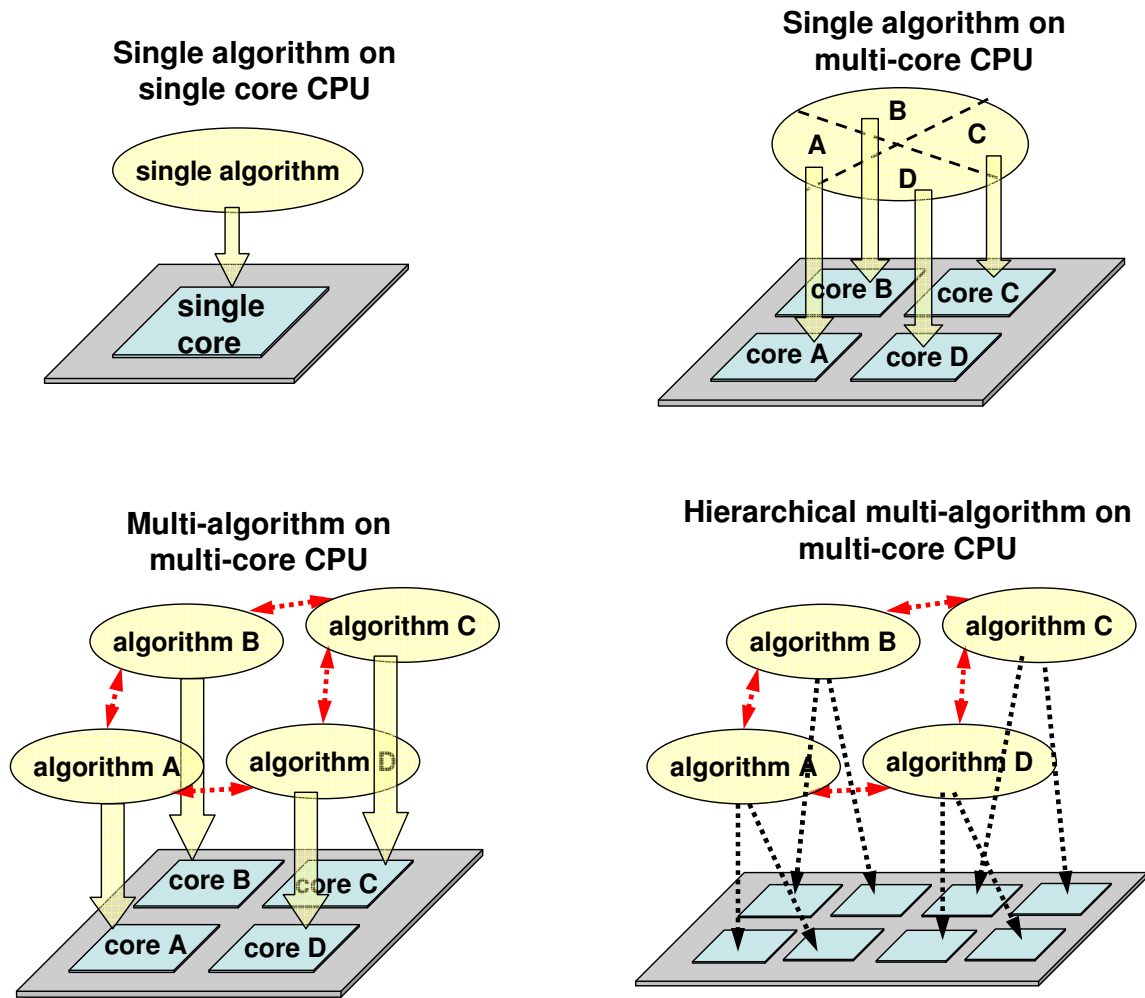 Single algorithm on
single core CPU
single algorithm
single
core
Single algorithm on
multi-core CPU
B
A
C
D
core B
core C
core A
core D
Multi-algorithm on
multi-core CPU
algorithm B
algorithm C
algorithm A
algorithm D
core B
core C
core A
core D
Hierarchical multi-algorithm on
multi-core CPU
algorithm B
algorithm C
algorithm A
algorithm D